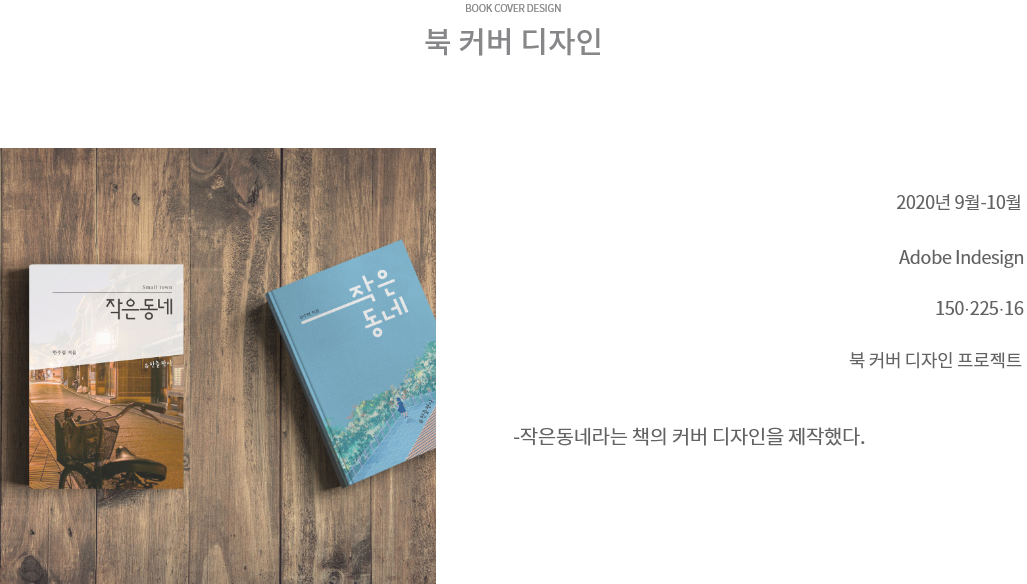 BOOK COVER DESIGN
북 커버 디자인
Small town
작은동네
2020년 9월-10월
Adobe Indesign
150·225·16
북 커버 디자인 프로젝트
-작은동네라는 책의 커버 디자인을 제작했다.
작은
동네